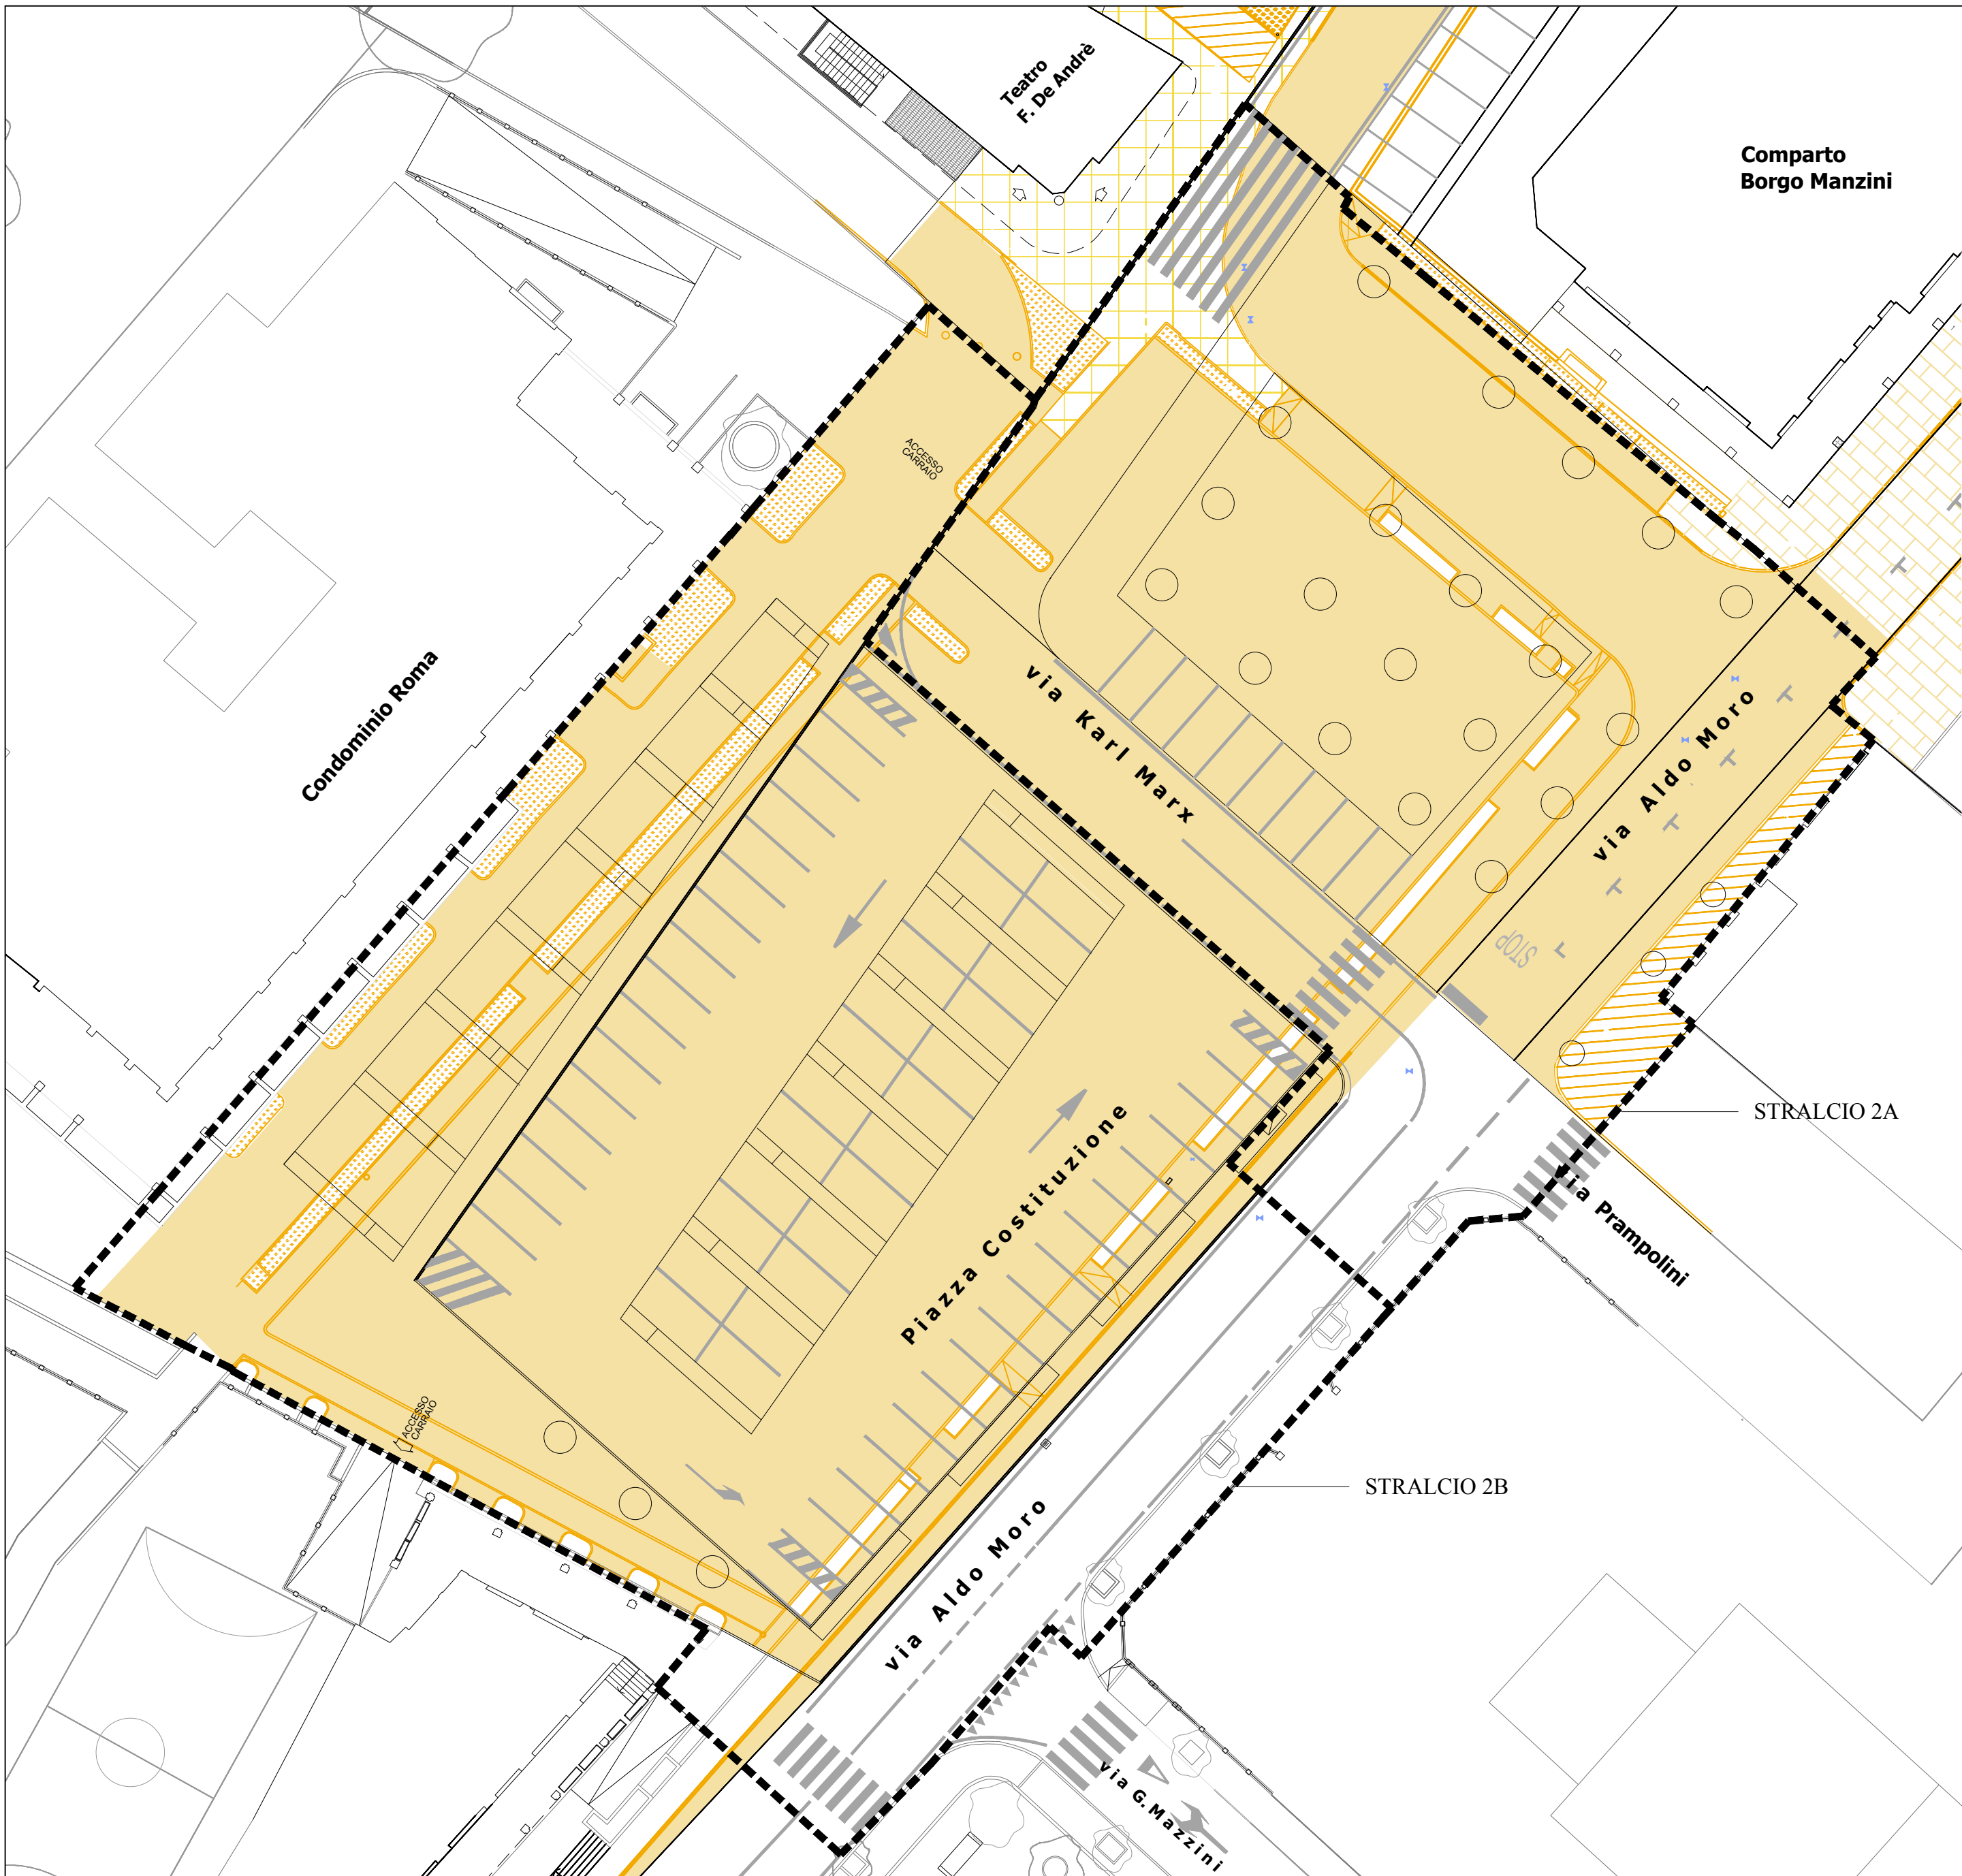 Teatro
F. De Andrè
Comparto
Borgo Manzini
ACCESSO
CARRAIO
Condominio Roma
via Karl Marx
via Aldo Moro
STOP
STRALCIO 2A
via Prampolini
Piazza Costituzione
ACCESSO
CARRAIO
STRALCIO 2B
via Aldo Moro
via G. Mazzini